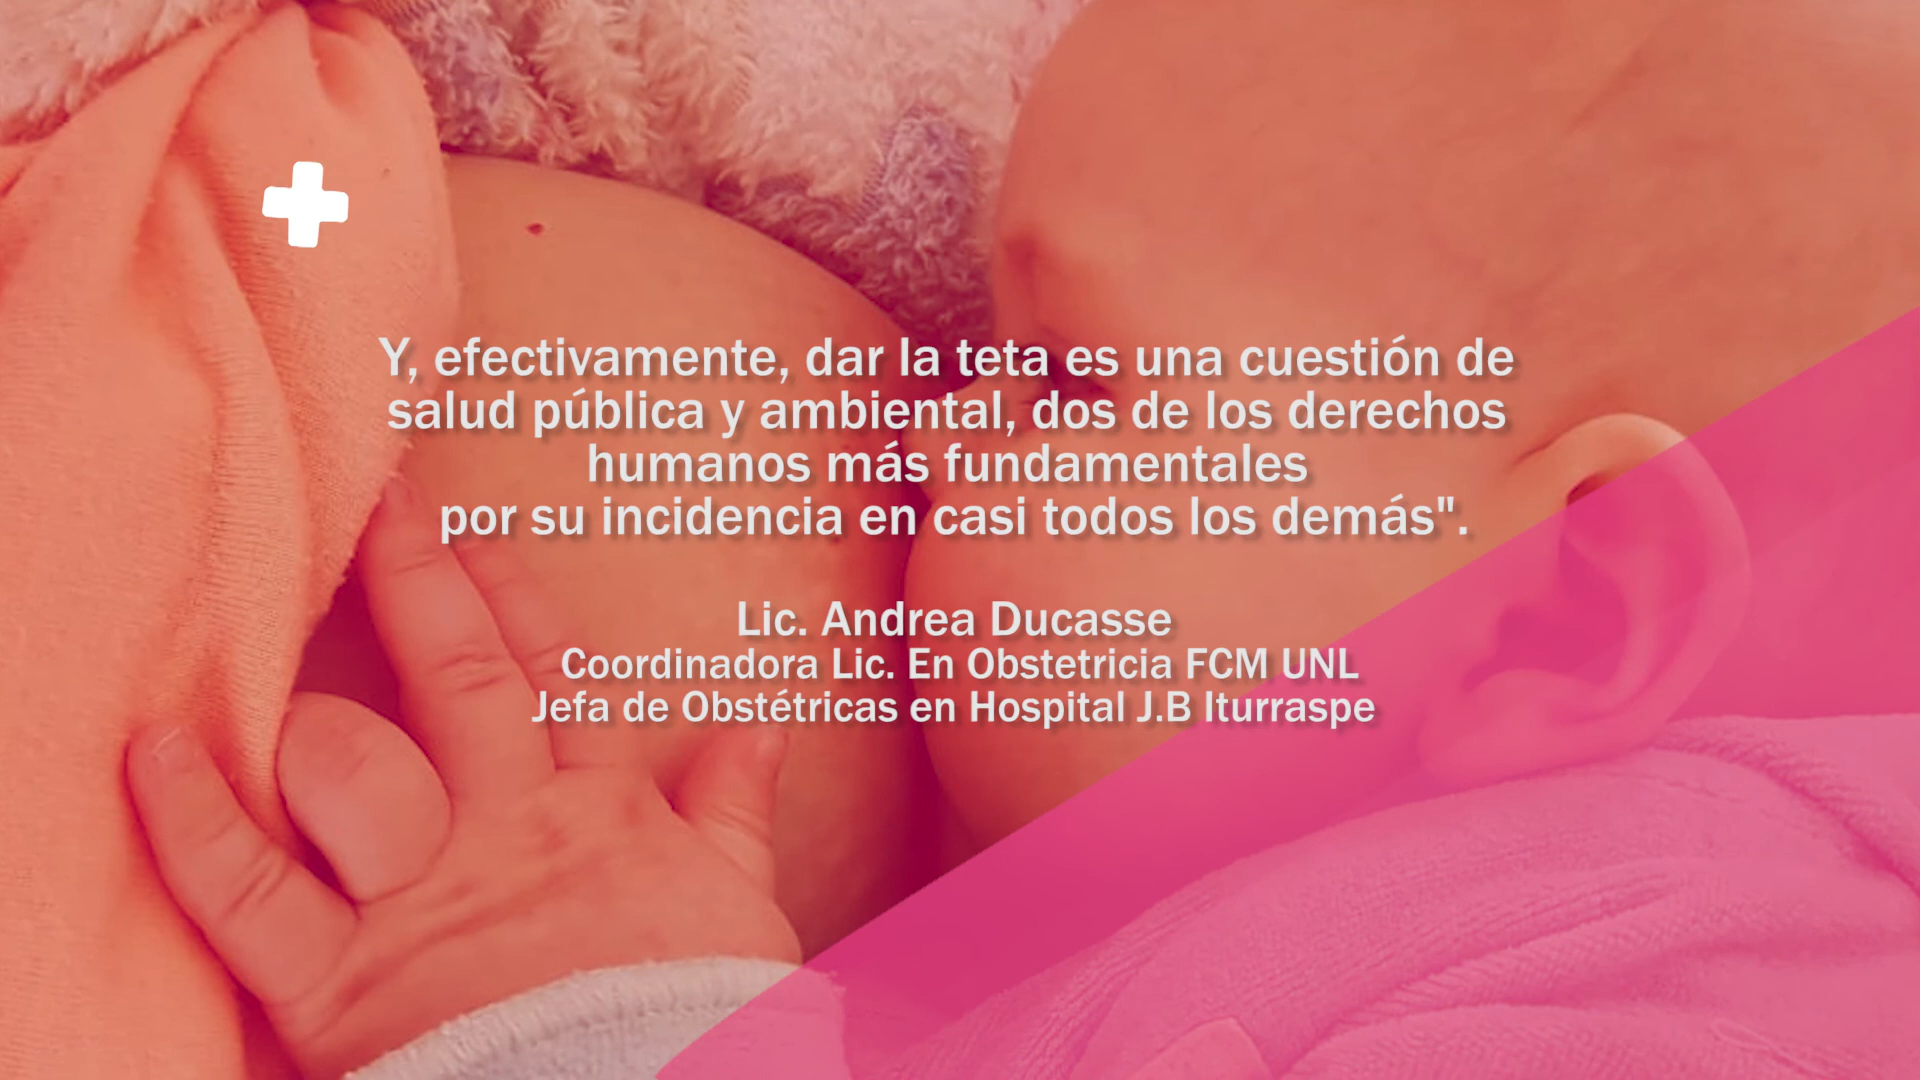 Y, efectivamente, dar la teta es una cuestión de
salud pública y ambiental, dos de los derechos
humanos más fundamentales
por su incidencia en casi todos los demás".
Lic. Andrea Ducasse
Coordinadora Lic. En Obstetricia FCM UNL
Jefa de Obstétricas en Hospital J.B Iturraspe